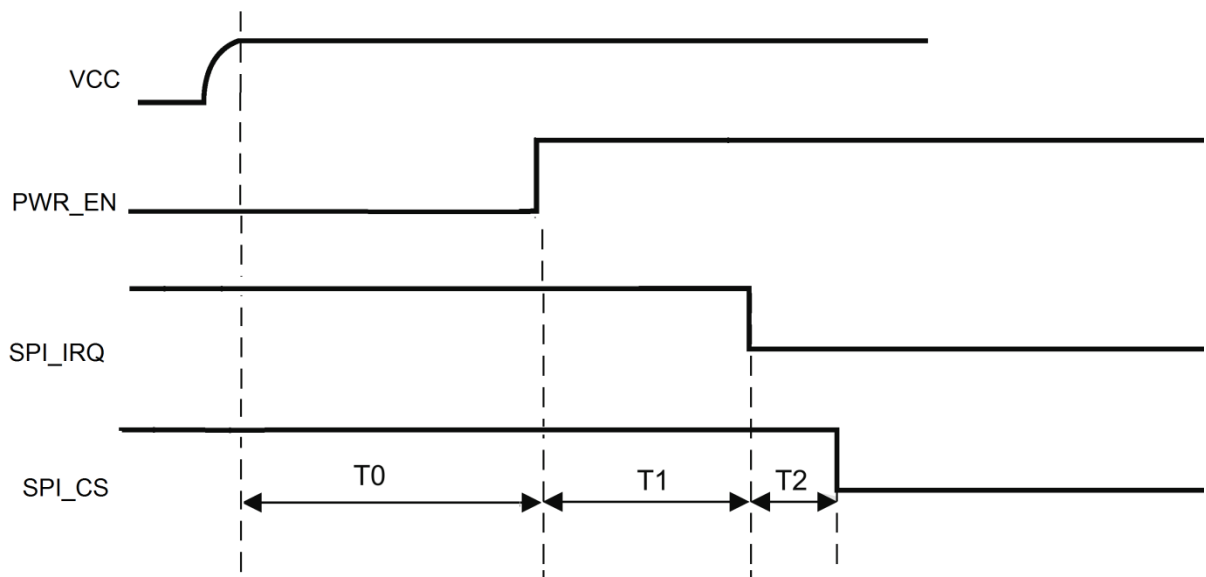 VCC
PWR_EN
SPI_IRQ
SPI_CS
T0
T1
T2